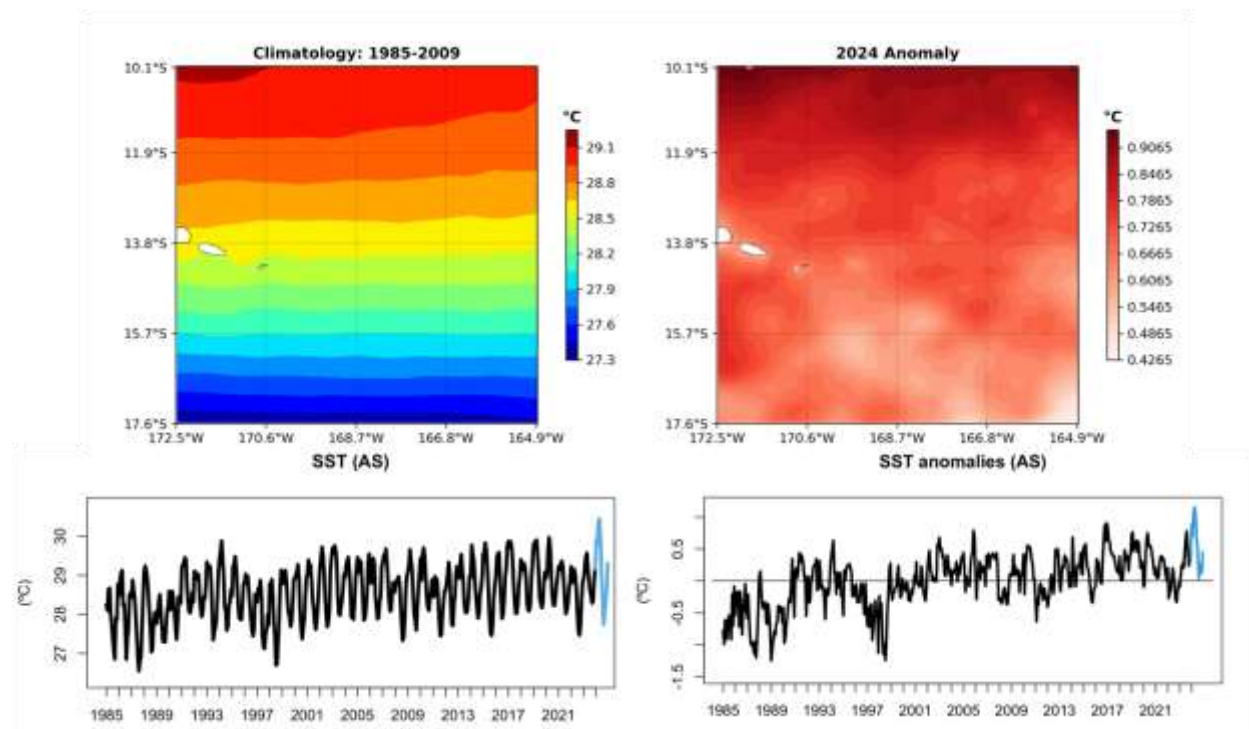 Climatology: 1985-2009
10.1°S
11.9°S
13.8°S
15.7°S
17.6°S
172.5°W 170.6°W 168.7°W 166.8°W 164.9°W
°C
29.1
28.8
28.5
28.2
27.9
27.6
27.3
2024 Anomaly
10.1°S
11.9°S
13.8°S
15.7°S
17.6°S
172.5°W 170.6°W 168.7°W 166.8°W 164.9°W
°C
0.9065
0.8465
0.7865
0.7265
0.6665
0.6065
0.5465
0.4865
0.4265
SST (AS)
(°C)
30
29
28
27
1985 1989 1993 1997 2001 2005 2009 2013 2017 2021
SST anomalies (AS)
(°C)
0.5
-0.5
-1.5
1985 1989 1993 1997 2001 2005 2009 2013 2017 2021